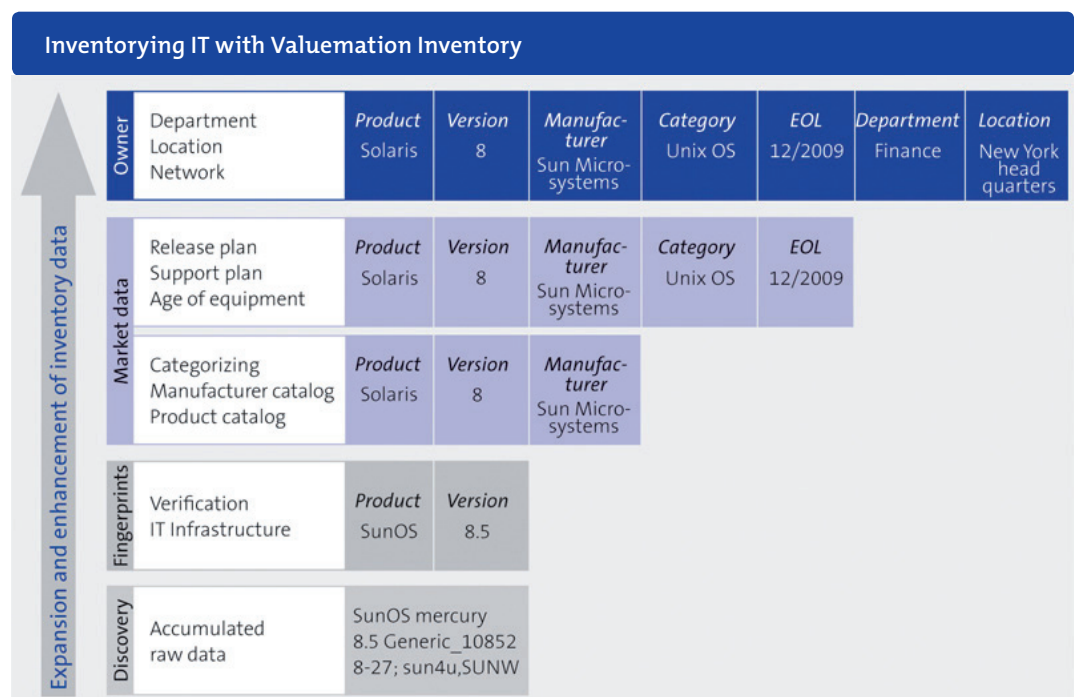 Inventorying IT with Valuemation Inventory
Expansion and enhancement of inventory data
Owner
Department
Location
Network
Product
Solaris
Version
8
Manufac-
turer
Sun Micro-
systems
Category
Unix OS
EOL
12/2009
Department
Finance
Location
New York
head
quarters
Market data
Release plan
Support plan
Age of equipment
Product
Solaris
Version
8
Manufac-
turer
Sun Micro-
systems
Category
Unix OS
EOL
12/2009
Categorizing
Manufacturer catalog
Product catalog
Product
Solaris
Version
8
Manufac-
turer
Sun Micro-
systems
Fingerprints
Verification
IT Infrastructure
Product
SunOS
Version
8.5
Discovery
Accumulated
raw data
SunOS mercury
8.5 Generic_10852
8-27; sun4u,SUNW